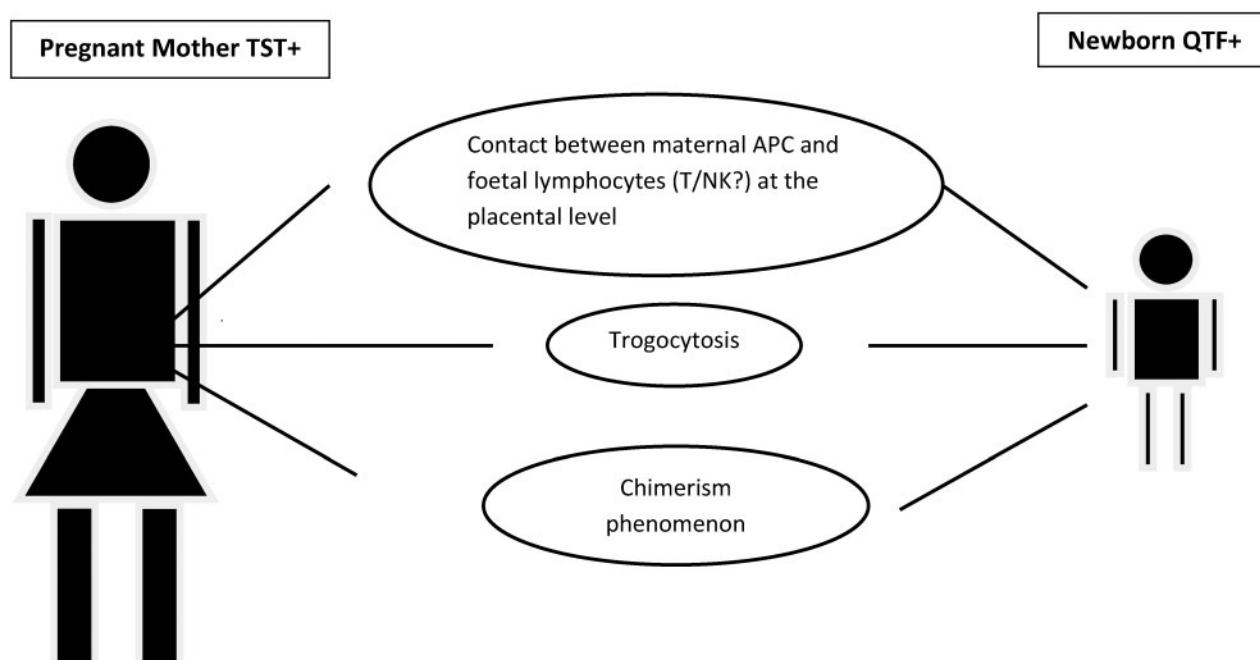 Pregnant Mother TST+
Newborn QTF+
Contact between maternal APC and
foetal lymphocytes (T/NK?) at the
placental level
Trogocytosis
Chimerism
phenomenon